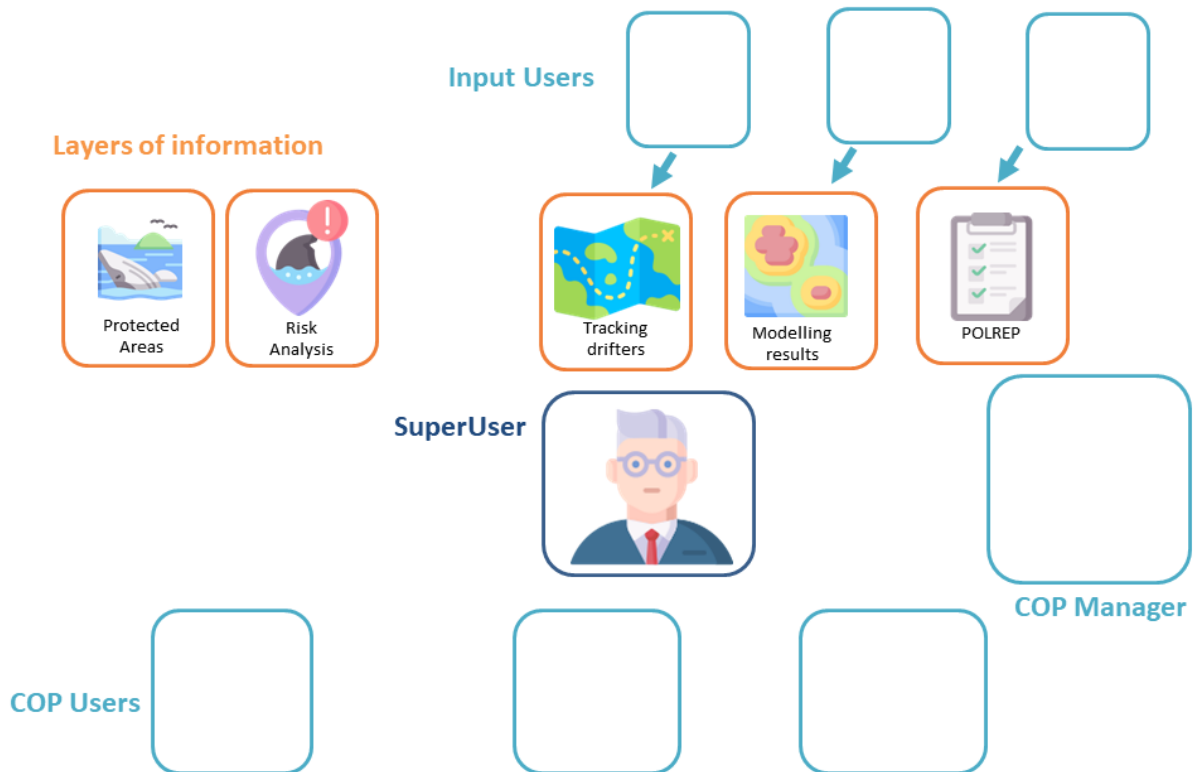 Input Users
Layers of information
Protected
Areas
Risk
Analysis
Tracking
drifters
Modelling
results
POLREP
SuperUser
COP Manager
COP Users